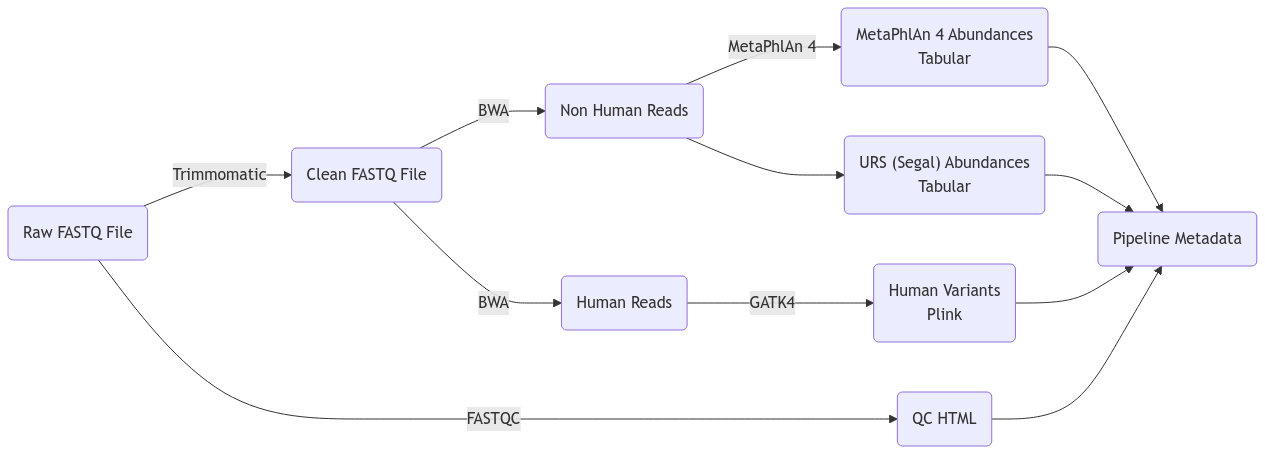 MetaPhlAn 4
MetaPhlAn 4 Abundances
Tabular
BWA
Non Human Reads
Trimmomatic
Clean FASTQ File
URS (Segal) Abundances
Tabular
Raw FASTQ File
Pipeline Metadata
BWA
Human Reads
GATK4
Human Variants
Plink
FASTQC
QC HTML